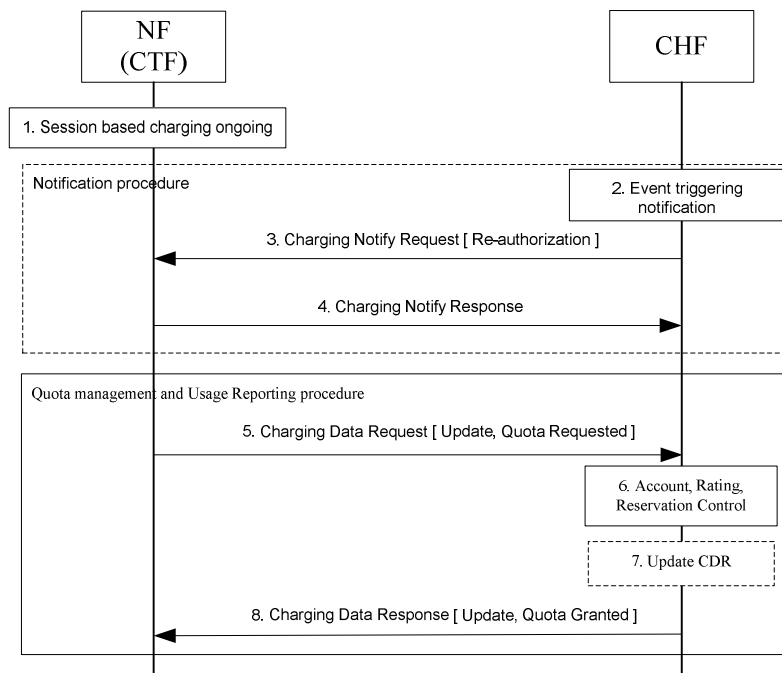 NF
(CTF)
CHF
1. Session based charging ongoing
Notification procedure
2. Event triggering
notification
3. Charging Notify Request [ Re-authorization ]
4. Charging Notify Response
Quota management and Usage Reporting procedure
5. Charging Data Request [ Update, Quota Requested ]
6. Account, Rating,
Reservation Control
7. Update CDR
8. Charging Data Response [ Update, Quota Granted ]